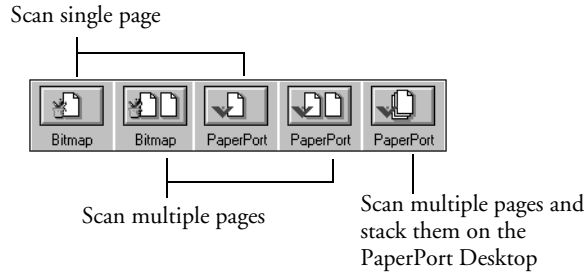 Scan single page
Bitmap Bitmap PaperPort PaperPort PaperPort
Scan multiple pages
Scan multiple pages and
stack them on the
PaperPort Desktop